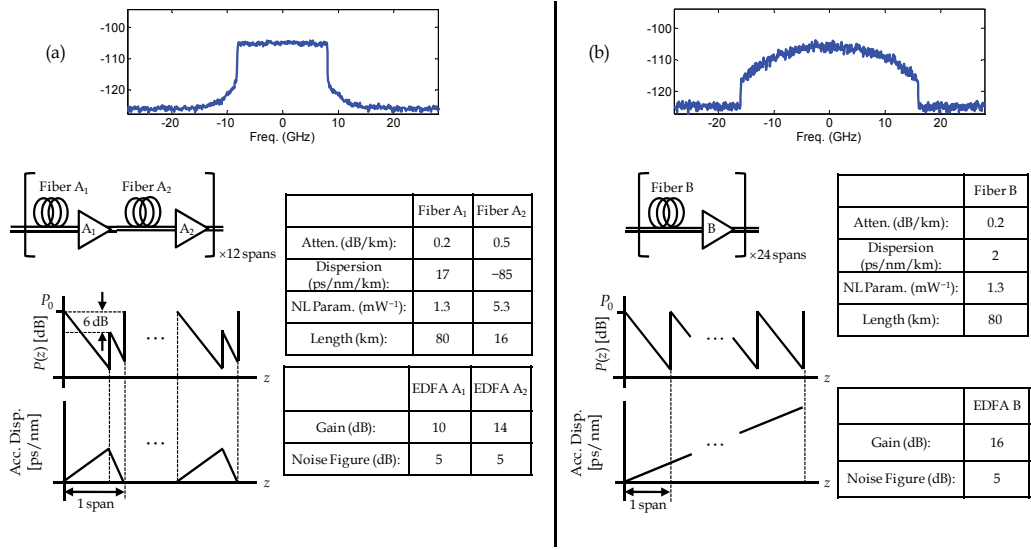 (a)
-100
-110
-120
-20 -10 0 10 20
Freq. (GHz)
Fiber A1 Fiber A2
A1 A2
×12 spans
Fiber A1 Fiber A2
Atten. (dB/km): 0.2 0.5
Dispersion
(ps/nm/km): 17 −85
NL Param. (mW⁻¹): 1.3 5.3
Length (km): 80 16
P0
6 dB
P(z) [dB]
...
z
EDFA A1 EDFA A2
Gain (dB): 10 14
Noise Figure (dB): 5 5
Acc. Disp.
[ps/nm]
...
z
1 span
(b)
-100
-110
-120
-20 -10 0 10 20
Freq. (GHz)
Fiber B
B
×24 spans
Fiber B
Atten. (dB/km): 0.2
Dispersion
(ps/nm/km): 2
NL Param. (mW⁻¹): 1.3
Length (km): 80
P0
P(z) [dB]
...
z
EDFA B
Gain (dB): 16
Noise Figure (dB): 5
Acc. Disp.
[ps/nm]
...
z
1 span